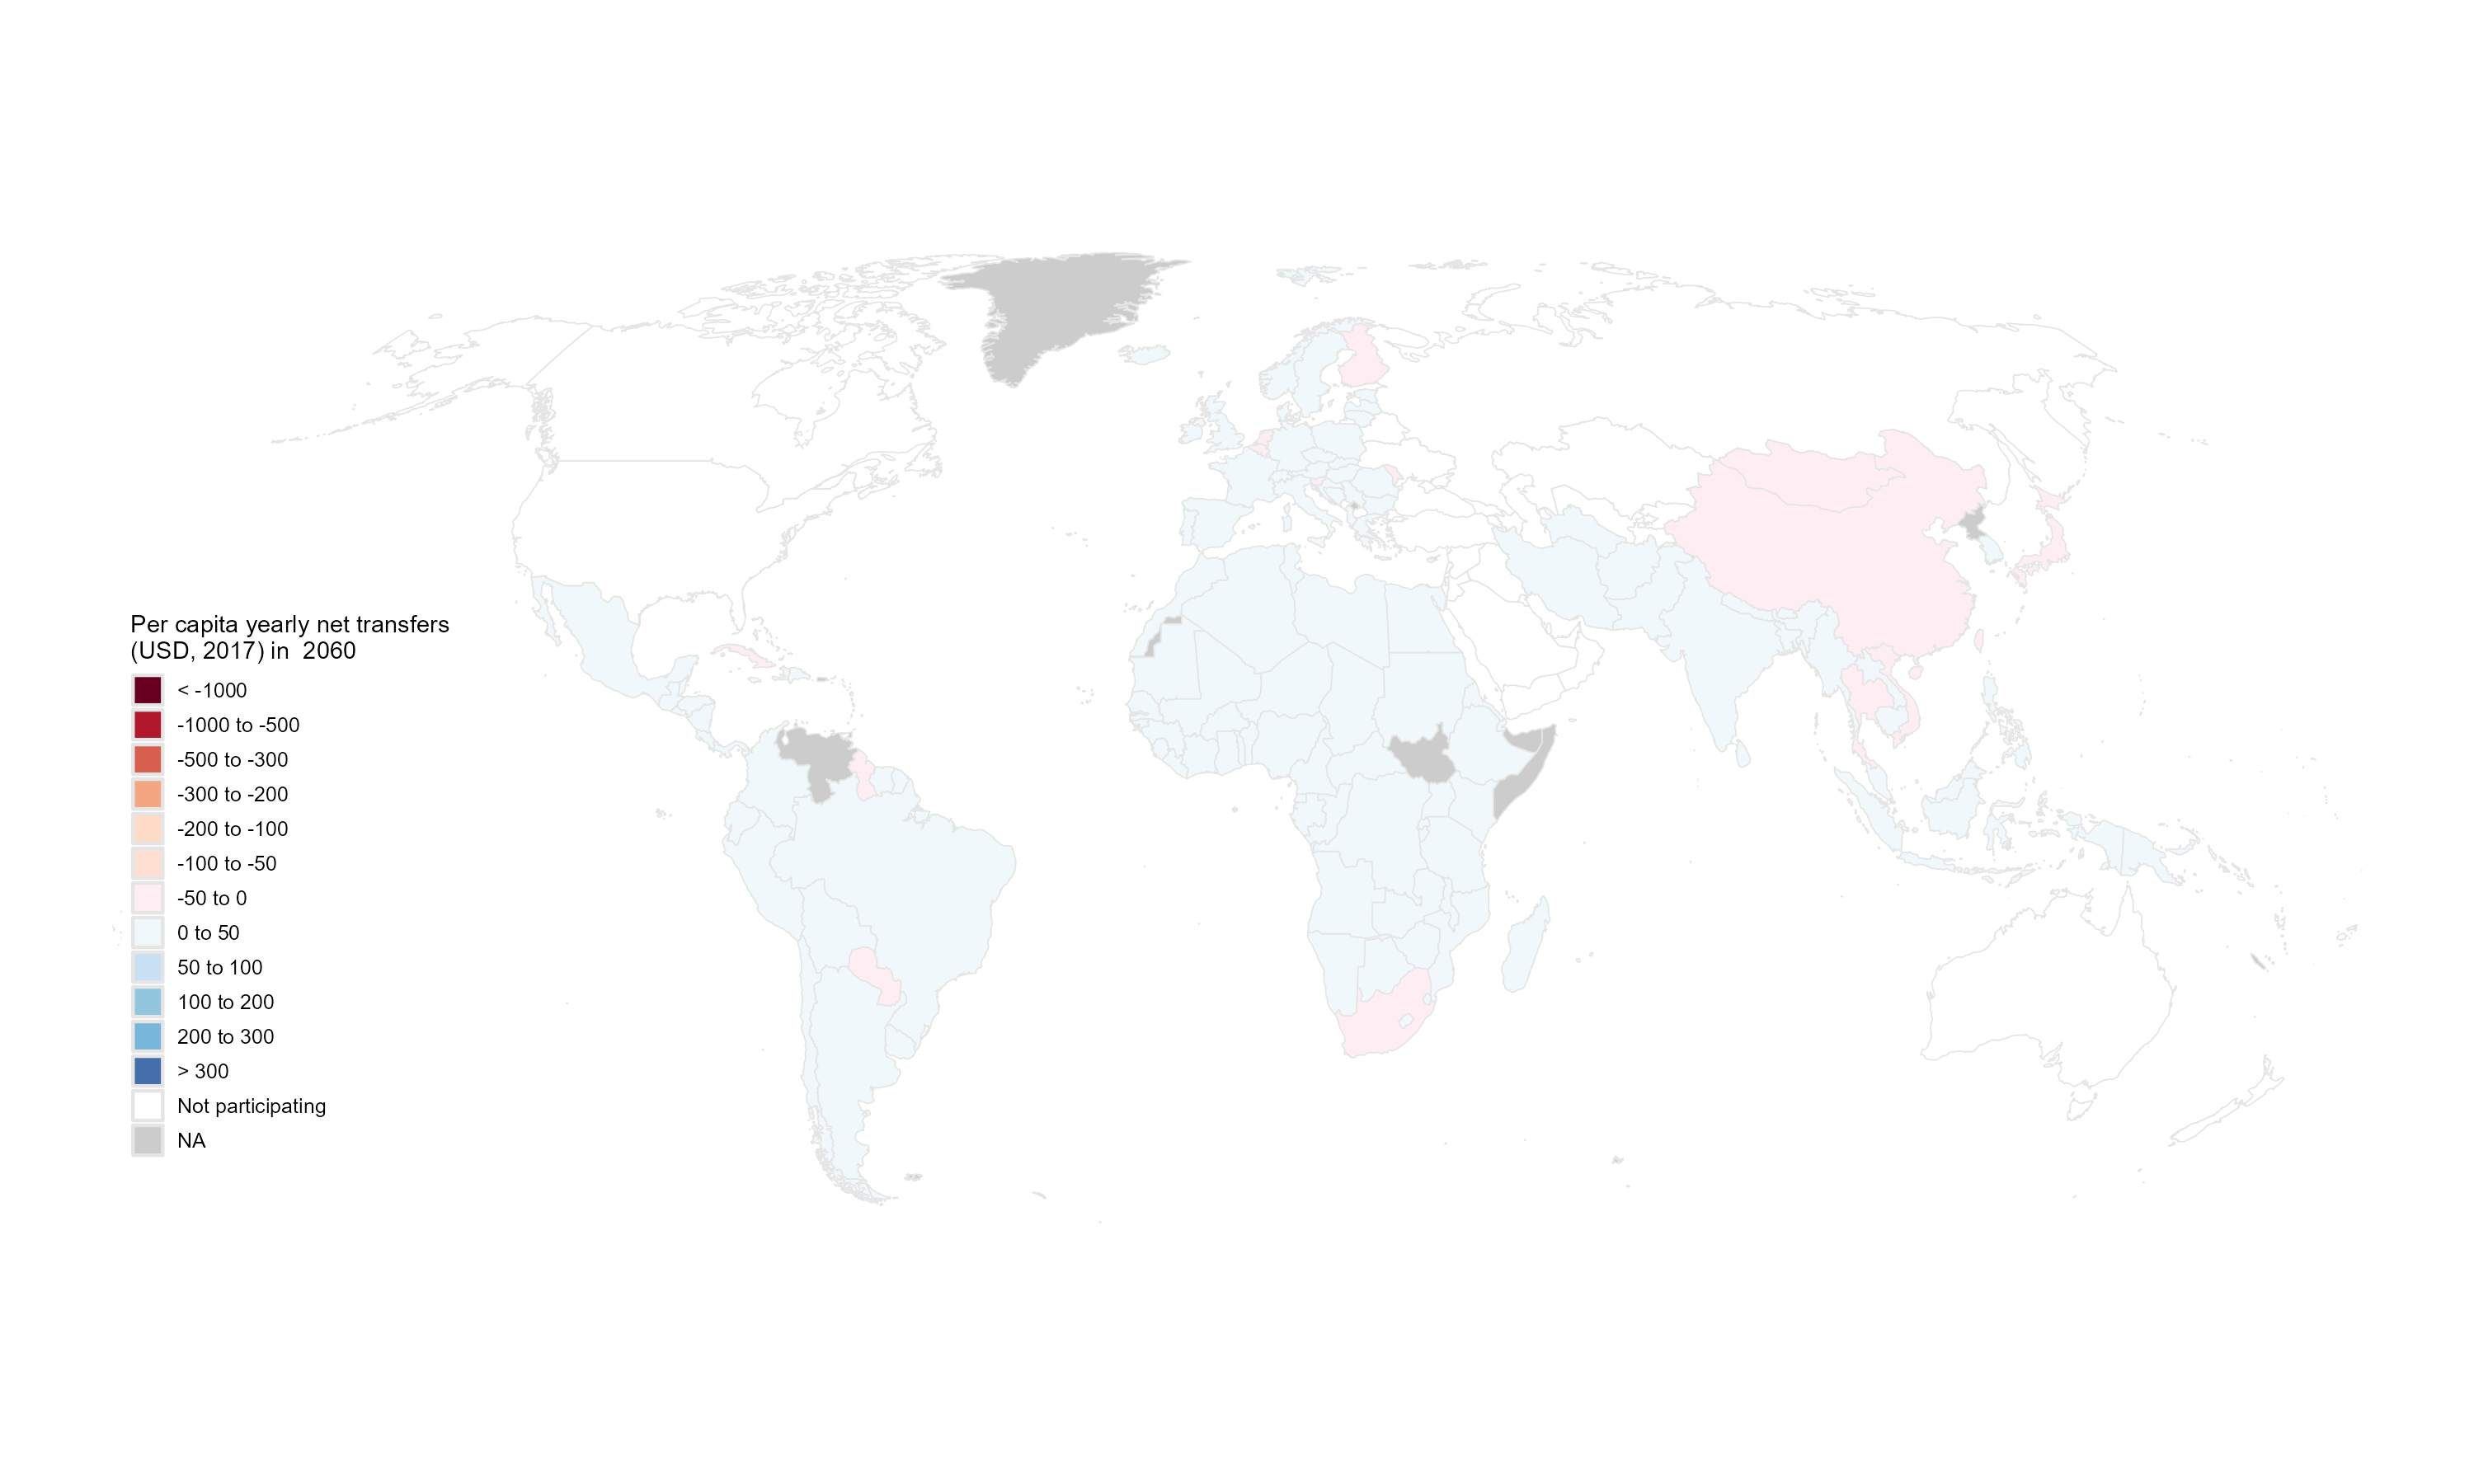 Per capita yearly net transfers
(USD, 2017) in  2060
< -1000
-1000 to -500
-500 to -300
-300 to -200
-200 to -100
-100 to -50
-50 to 0
0 to 50
50 to 100
100 to 200
200 to 300
> 300
Not participating
NA